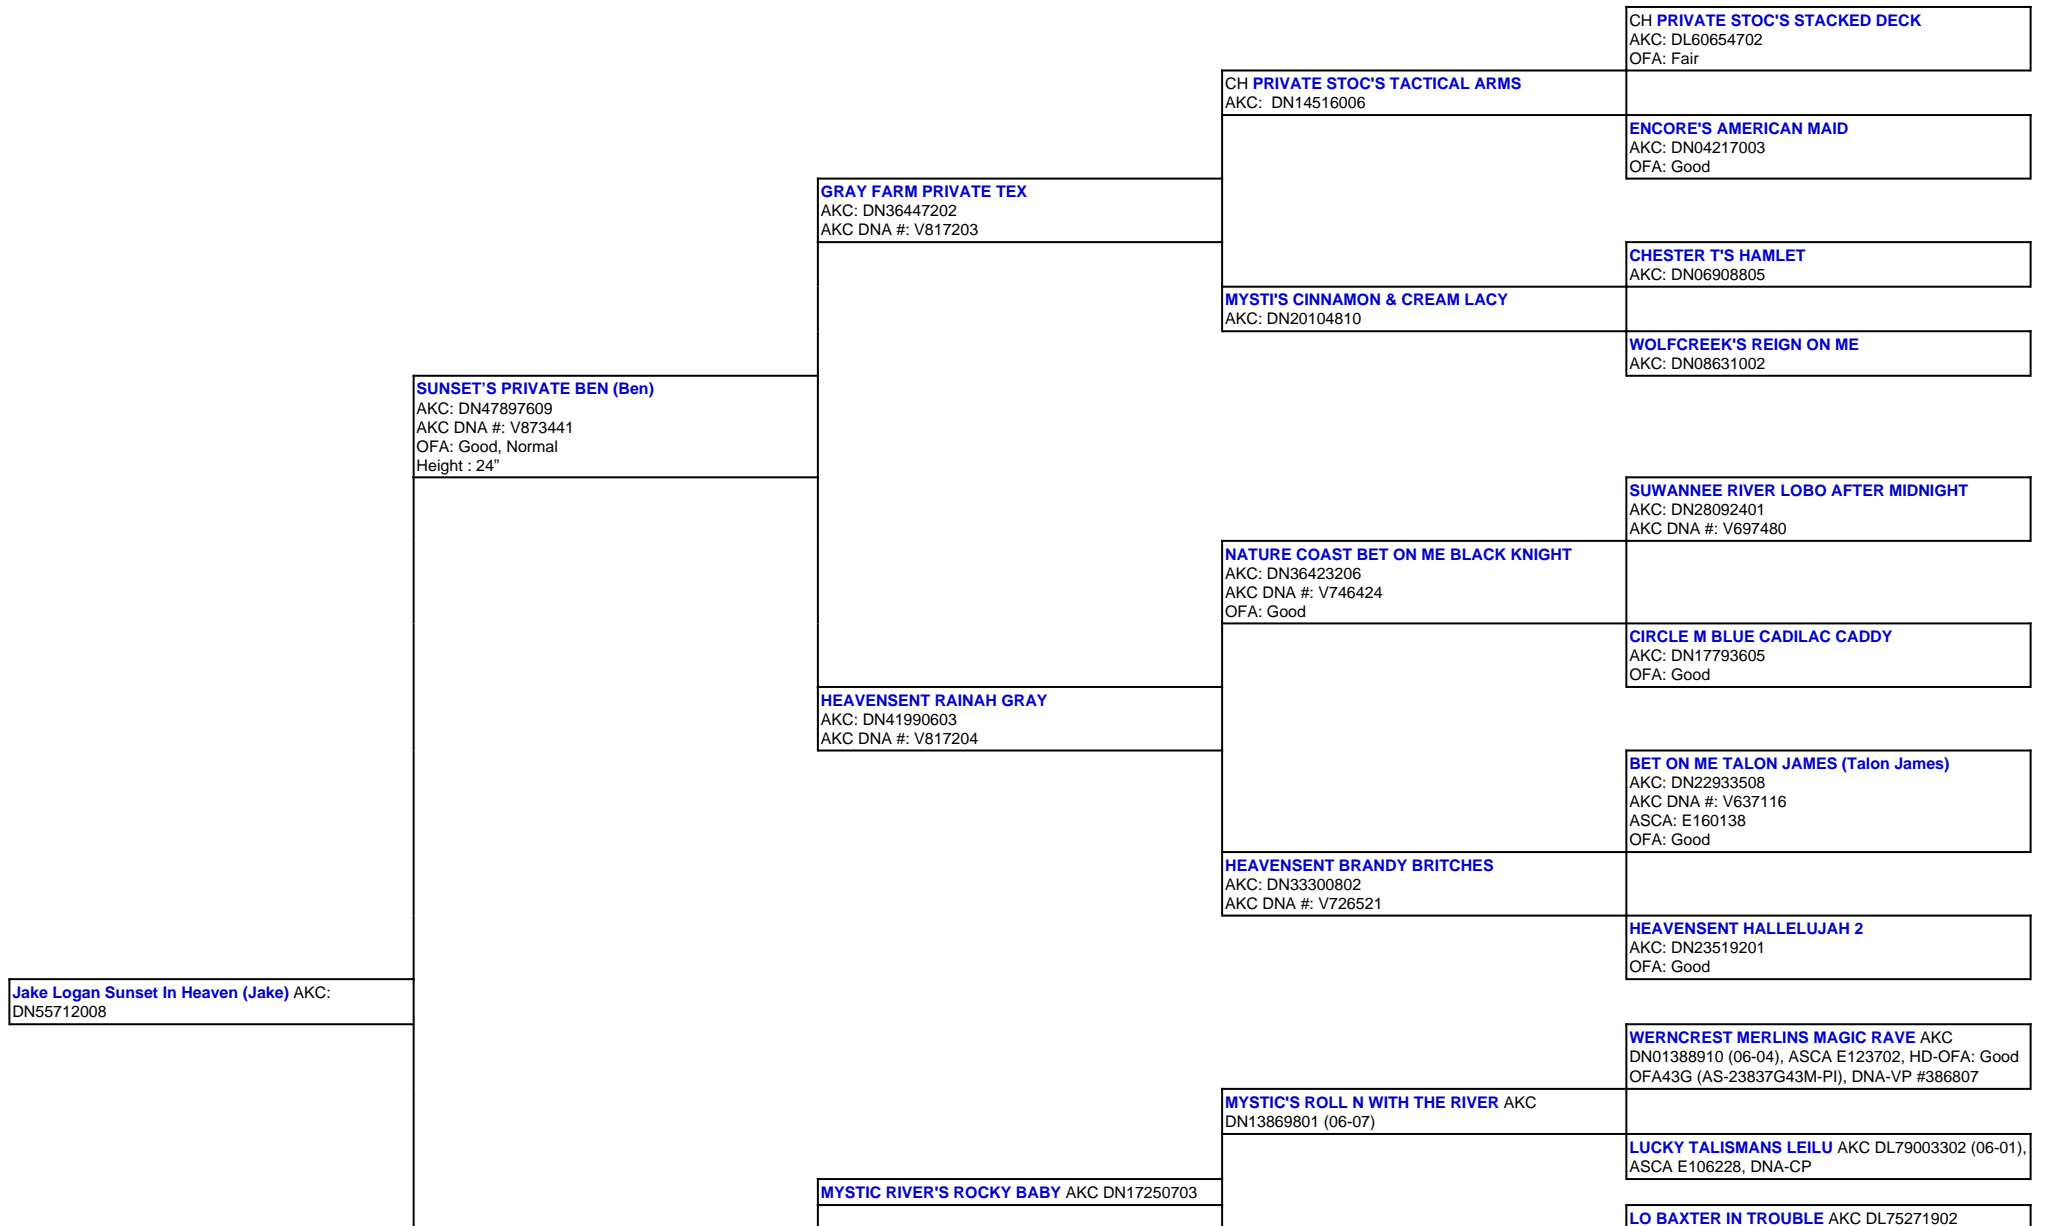 CH PRIVATE STOC'S STACKED DECK
AKC: DL60654702
OFA: Fair
CH PRIVATE STOC'S TACTICAL ARMS
AKC:  DN14516006
ENCORE'S AMERICAN MAID
AKC: DN04217003
OFA: Good
GRAY FARM PRIVATE TEX
AKC: DN36447202
AKC DNA #: V817203
CHESTER T'S HAMLET
AKC: DN06908805
MYSTI'S CINNAMON & CREAM LACY
AKC: DN20104810
WOLFCREEK'S REIGN ON ME
AKC: DN08631002
SUNSET’S PRIVATE BEN (Ben)
AKC: DN47897609
AKC DNA #: V873441
OFA: Good, Normal
Height : 24”
SUWANNEE RIVER LOBO AFTER MIDNIGHT
AKC: DN28092401
AKC DNA #: V697480
NATURE COAST BET ON ME BLACK KNIGHT
AKC: DN36423206
AKC DNA #: V746424
OFA: Good
CIRCLE M BLUE CADILAC CADDY
AKC: DN17793605
OFA: Good
HEAVENSENT RAINAH GRAY
AKC: DN41990603
AKC DNA #: V817204
BET ON ME TALON JAMES (Talon James)
AKC: DN22933508
AKC DNA #: V637116
ASCA: E160138
OFA: Good
HEAVENSENT BRANDY BRITCHES
AKC: DN33300802
AKC DNA #: V726521
HEAVENSENT HALLELUJAH 2
AKC: DN23519201
OFA: Good
Jake Logan Sunset In Heaven (Jake) AKC:
DN55712008
WERNCREST MERLINS MAGIC RAVE AKC
DN01388910 (06-04), ASCA E123702, HD-OFA: Good
OFA43G (AS-23837G43M-PI), DNA-VP #386807
MYSTIC'S ROLL N WITH THE RIVER AKC
DN13869801 (06-07)
LUCKY TALISMANS LEILU AKC DL79003302 (06-01),
ASCA E106228, DNA-CP
MYSTIC RIVER'S ROCKY BABY AKC DN17250703
LO BAXTER IN TROUBLE AKC DL75271902